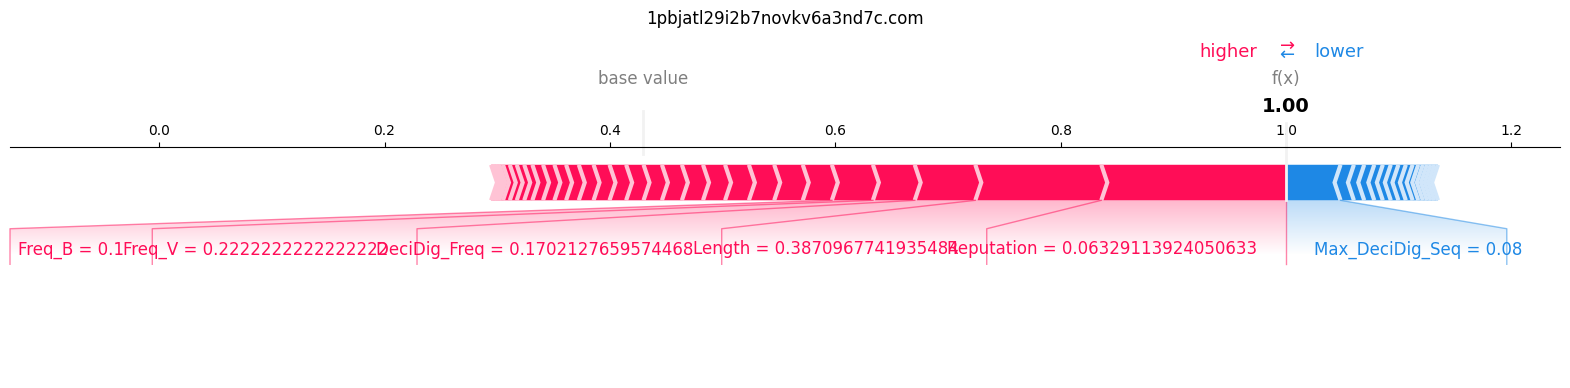 1pbjatl29i2b7novkv6a3nd7c.com
higher ⇄ lower
base value f(x)
1.00
0.0 0.2 0.4 0.6 0.8 1.0 1.2
Freq_B = 0.1 Freq_V = 0.2222222222222222 DeciDig_Freq = 0.1702127659574468 Length = 0.3870967741935484 Reputation = 0.06329113924050633 Max_DeciDig_Seq = 0.08